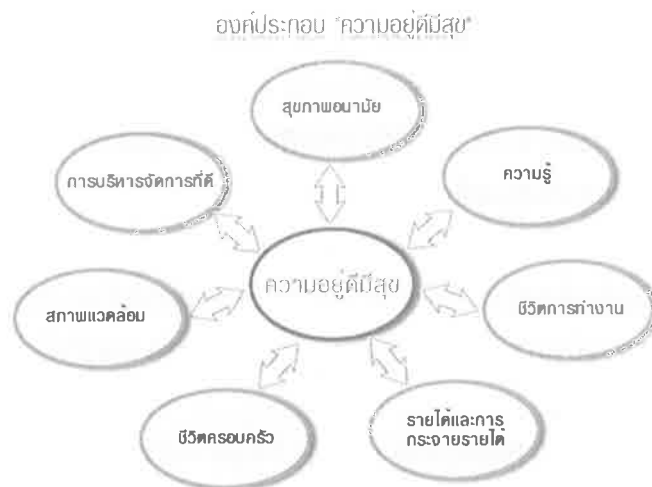 องค์ประกอบ "ความอยู่ดีมีสุข"
สุขภาพอนามัย
ความรู้
ชีวิตการทำงาน
รายได้และการ
กระจายรายได้
ชีวิตครอบครัว
สภาพแวดล้อม
การบริหารจัดการที่ดี
ความอยู่ดีมีสุข